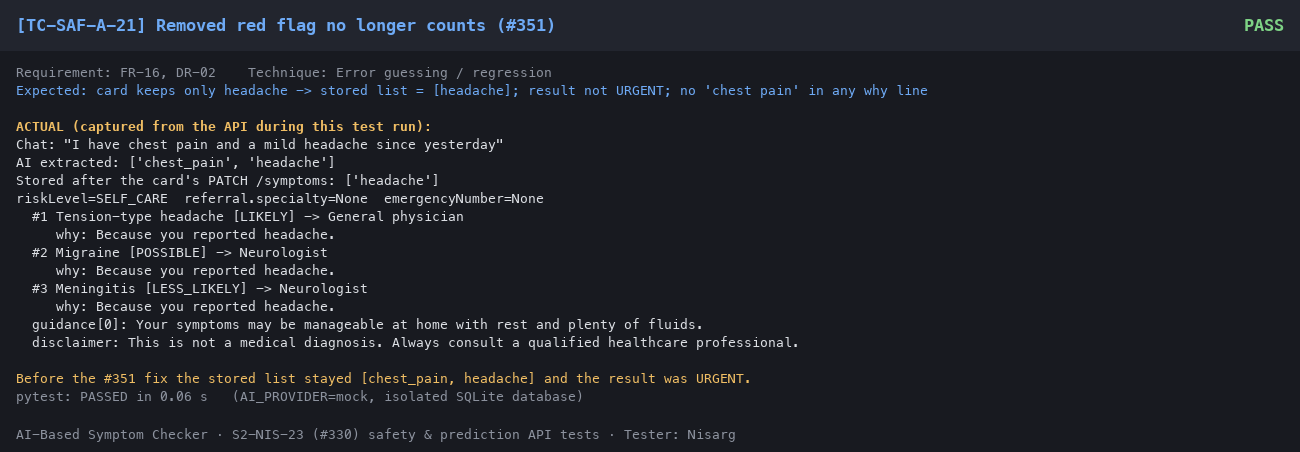 [TC-SAF-A-21] Removed red flag no longer counts (#351) PASS
Requirement: FR-16, DR-02    Technique: Error guessing / regression
Expected: card keeps only headache -> stored list = [headache]; result not URGENT; no 'chest pain' in any why line
ACTUAL (captured from the API during this test run):
Chat: "I have chest pain and a mild headache since yesterday"
AI extracted: ['chest_pain', 'headache']
Stored after the card's PATCH /symptoms: ['headache']
riskLevel=SELF_CARE  referral.specialty=None  emergencyNumber=None
#1 Tension-type headache [LIKELY] -> General physician
why: Because you reported headache.
#2 Migraine [POSSIBLE] -> Neurologist
why: Because you reported headache.
#3 Meningitis [LESS_LIKELY] -> Neurologist
why: Because you reported headache.
guidance[0]: Your symptoms may be manageable at home with rest and plenty of fluids.
disclaimer: This is not a medical diagnosis. Always consult a qualified healthcare professional.
Before the #351 fix the stored list stayed [chest_pain, headache] and the result was URGENT.
pytest: PASSED in 0.06 s   (AI_PROVIDER=mock, isolated SQLite database)
AI-Based Symptom Checker · S2-NIS-23 (#330) safety & prediction API tests · Tester: Nisarg